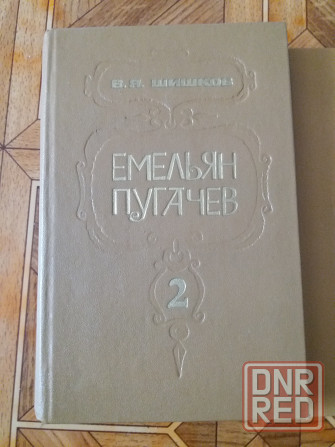 В. Я. ШИШКОВ
ЕМЕЛЬЯН
ПУГАЧЕВ
2
DNR
RED